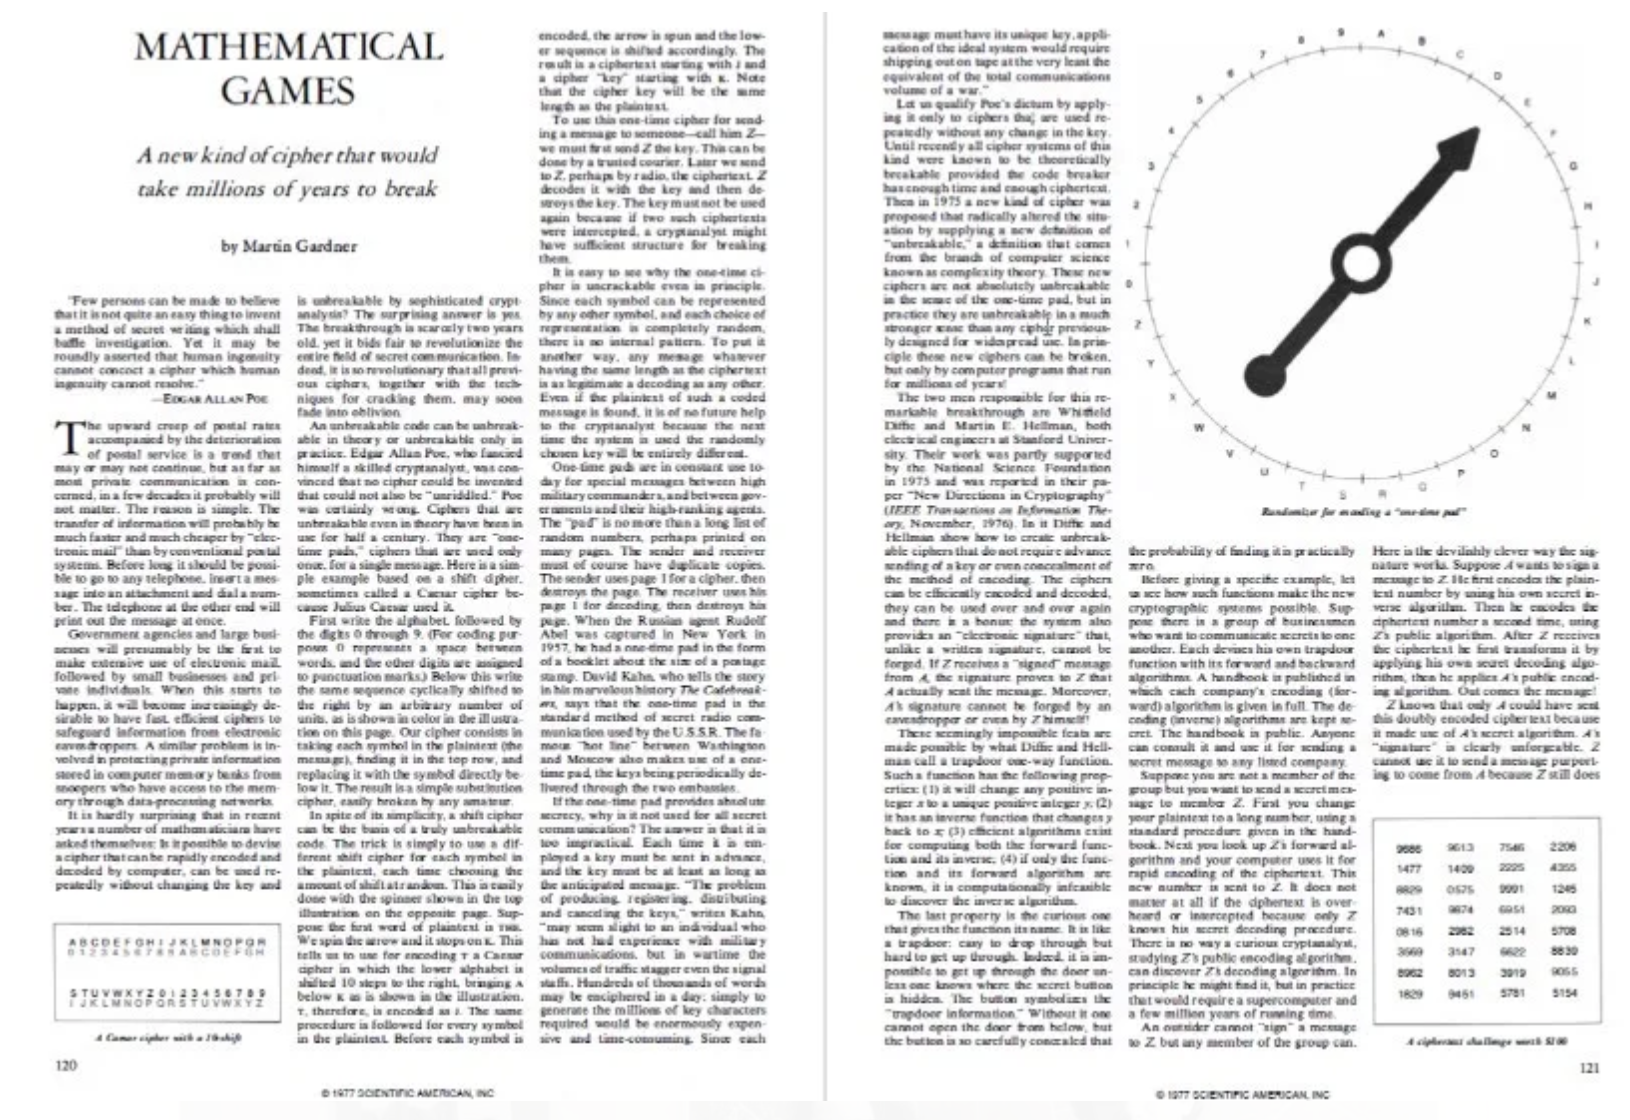 MATHEMATICAL
GAMES
A new kind of cipher that would
take millions of years to break
by Martin Gardner
"Few persons can be made to believe
that it is not quite an easy thing to invent
a method of secret writing which shall
baffle investigation. Yet it may be
roundly asserted that human ingenuity
cannot concoct a cipher which human
ingenuity cannot resolve."
—EDGAR ALLAN POE
The upward creep of postal rates
accompanied by the deterioration
of postal service is a trend that
may or may not continue, but as far as
most private communication is con-
cerned, in a few decades it probably will
not matter. The reason is simple. The
transfer of information will probably be
much faster and much cheaper by "elec-
tronic mail" than by conventional postal
systems. Before long it should be possi-
ble to go to any telephone, insert a mes-
sage into an attachment and dial a num-
ber. The telephone at the other end will
print out the message at once.
Government agencies and large busi-
nesses will presumably be the first to
make extensive use of electronic mail,
followed by small businesses and pri-
vate individuals. When this starts to
happen, it will become increasingly de-
sirable to have fast, efficient ciphers to
safeguard information from electronic
eavesdroppers. A similar problem is in-
volved in protecting private information
stored in computer memory banks from
snoopers who have access to the mem-
ory through data-processing networks.
It is hardly surprising that in recent
years a number of mathematicians have
asked themselves: Is it possible to devise
a cipher that can be rapidly encoded and
decoded by computer, can be used re-
peatedly without changing the key and
A B C D E F G H I J K L M N O P Q R
0 1 2 3 4 5 6 7 8 9 A B C D E F G H
S T U V W X Y Z 0 1 2 3 4 5 6 7 8 9
I J K L M N O P Q R S T U V W X Y Z
A Caesar cipher with a 10-shift
120
is unbreakable by sophisticated crypt-
analysis? The surprising answer is yes.
The breakthrough is scarcely two years
old, yet it bids fair to revolutionize the
entire field of secret communication. In-
deed, it is so revolutionary that all previ-
ous ciphers, together with the tech-
niques for cracking them, may soon
fade into oblivion.
An unbreakable code can be unbreak-
able in theory or unbreakable only in
practice. Edgar Allan Poe, who fancied
himself a skilled cryptanalyst, was con-
vinced that no cipher could be invented
that could not also be "unriddled." Poe
was certainly wrong. Ciphers that are
unbreakable even in theory have been in
use for half a century. They are "one-
time pads," ciphers that are used only
once, for a single message. Here is a sim-
ple example based on a shift cipher,
sometimes called a Caesar cipher be-
cause Julius Caesar used it.
First write the alphabet, followed by
the digits 0 through 9. (For coding pur-
poses 0 represents a space between
words, and the other digits are assigned
to punctuation marks.) Below this write
the same sequence cyclically shifted to
the right by an arbitrary number of
units, as is shown in color in the illustra-
tion on this page. Our cipher consists in
taking each symbol in the plaintext (the
message), finding it in the top row, and
replacing it with the symbol directly be-
low it. The result is a simple substitution
cipher, easily broken by any amateur.
In spite of its simplicity, a shift cipher
can be the basis of a truly unbreakable
code. The trick is simply to use a dif-
ferent shift cipher for each symbol in
the plaintext, each time choosing the
amount of shift at random. This is easily
done with the spinner shown in the top
illustration on the opposite page. Sup-
pose the first word of plaintext is THIS.
We spin the arrow and it stops on K. This
tells us to use for encoding T a Caesar
cipher in which the lower alphabet is
shifted 10 steps to the right, bringing A
below K as is shown in the illustration.
T, therefore, is encoded as J. The same
procedure is followed for every symbol
in the plaintext. Before each symbol is
encoded, the arrow is spun and the low-
er sequence is shifted accordingly. The
result is a ciphertext starting with J and
a cipher "key" starting with K. Note
that the cipher key will be the same
length as the plaintext.
To use this one-time cipher for send-
ing a message to someone—call him Z—
we must first send Z the key. This can be
done by a trusted courier. Later we send
to Z, perhaps by radio, the ciphertext. Z
decodes it with the key and then de-
stroys the key. The key must not be used
again because if two such ciphertexts
were intercepted, a cryptanalyst might
have sufficient structure for breaking
them.
It is easy to see why the one-time ci-
pher is uncrackable even in principle.
Since each symbol can be represented
by any other symbol, and each choice of
representation is completely random,
there is no internal pattern. To put it
another way, any message whatever
having the same length as the ciphertext
is as legitimate a decoding as any other.
Even if the plaintext of such a coded
message is found, it is of no future help
to the cryptanalyst because the next
time the system is used the randomly
chosen key will be entirely different.
One-time pads are in constant use to-
day for special messages between high
military commanders, and between gov-
ernments and their high-ranking agents.
The "pad" is no more than a long list of
random numbers, perhaps printed on
many pages. The sender and receiver
must of course have duplicate copies.
The sender uses page 1 for a cipher, then
destroys the page. The receiver uses his
page 1 for decoding, then destroys his
page. When the Russian agent Rudolf
Abel was captured in New York in
1957, he had a one-time pad in the form
of a booklet about the size of a postage
stamp. David Kahn, who tells the story
in his marvelous history The Codebreak-
ers, says that the one-time pad is the
standard method of secret radio com-
munication used by the U.S.S.R. The fa-
mous "hot line" between Washington
and Moscow also makes use of a one-
time pad, the keys being periodically de-
livered through the two embassies.
If the one-time pad provides absolute
secrecy, why is it not used for all secret
communication? The answer is that it is
too impractical. Each time it is em-
ployed a key must be sent in advance,
and the key must be at least as long as
the anticipated message. "The problem
of producing, registering, distributing
and canceling the keys," writes Kahn,
"may seem slight to an individual who
has not had experience with military
communications, but in wartime the
volumes of traffic stagger even the signal
staffs. Hundreds of thousands of words
may be enciphered in a day; simply to
generate the millions of key characters
required would be enormously expen-
sive and time-consuming. Since each
© 1977 SCIENTIFIC AMERICAN, INC
message must have its unique key, appli-
cation of the ideal system would require
shipping out on tape at the very least the
equivalent of the total communications
volume of a war."
Let us qualify Poe's dictum by apply-
ing it only to ciphers that are used re-
peatedly without any change in the key.
Until recently all cipher systems of this
kind were known to be theoretically
breakable provided the code breaker
has enough time and enough ciphertext.
Then in 1975 a new kind of cipher was
proposed that radically altered the situ-
ation by supplying a new definition of
"unbreakable," a definition that comes
from the branch of computer science
known as complexity theory. These new
ciphers are not absolutely unbreakable
in the sense of the one-time pad, but in
practice they are unbreakable in a much
stronger sense than any cipher previous-
ly designed for widespread use. In prin-
ciple these new ciphers can be broken,
but only by computer programs that run
for millions of years!
The two men responsible for this re-
markable breakthrough are Whitfield
Diffie and Martin E. Hellman, both
electrical engineers at Stanford Univer-
sity. Their work was partly supported
by the National Science Foundation
in 1975 and was reported in their pa-
per "New Directions in Cryptography"
(IEEE Transactions on Information The-
ory, November, 1976). In it Diffie and
Hellman show how to create unbreak-
able ciphers that do not require advance
sending of a key or even concealment of
the method of encoding. The ciphers
can be efficiently encoded and decoded,
they can be used over and over again
and there is a bonus: the system also
provides an "electronic signature" that,
unlike a written signature, cannot be
forged. If Z receives a "signed" message
from A, the signature proves to Z that
A actually sent the message. Moreover,
A's signature cannot be forged by an
eavesdropper or even by Z himself!
These seemingly impossible feats are
made possible by what Diffie and Hell-
man call a trapdoor one-way function.
Such a function has the following prop-
erties: (1) it will change any positive in-
teger x to a unique positive integer y; (2)
it has an inverse function that changes y
back to x; (3) efficient algorithms exist
for computing both the forward func-
tion and its inverse; (4) if only the func-
tion and its forward algorithm are
known, it is computationally infeasible
to discover the inverse algorithm.
The last property is the curious one
that gives the function its name. It is like
a trapdoor: easy to drop through but
hard to get up through. Indeed, it is im-
possible to get up through the door un-
less one knows where the secret button
is hidden. The button symbolizes the
"trapdoor information." Without it one
cannot open the door from below, but
the button is so carefully concealed that
A B C D E F G H I J K L M N O P Q R S T U V W X Y Z 0 1 2 3 4 5 6 7 8 9
Randomizer for encoding a "one-time pad"
the probability of finding it is practically
zero.
Before giving a specific example, let
us see how such functions make the new
cryptographic systems possible. Sup-
pose there is a group of businessmen
who want to communicate secrets to one
another. Each devises his own trapdoor
function with its forward and backward
algorithms. A handbook is published in
which each company's encoding (for-
ward) algorithm is given in full. The de-
coding (inverse) algorithms are kept se-
cret. The handbook is public. Anyone
can consult it and use it for sending a
secret message to any listed company.
Suppose you are not a member of the
group but you want to send a secret mes-
sage to member Z. First you change
your plaintext to a long number, using a
standard procedure given in the hand-
book. Next you look up Z's forward al-
gorithm and your computer uses it for
rapid encoding of the ciphertext. This
new number is sent to Z. It does not
matter at all if the ciphertext is over-
heard or intercepted because only Z
knows his secret decoding procedure.
There is no way a curious cryptanalyst,
studying Z's public encoding algorithm,
can discover Z's decoding algorithm. In
principle he might find it, but in practice
that would require a supercomputer and
a few million years of running time.
An outsider cannot "sign" a message
to Z, but any member of the group can.
Here is the devilishly clever way the sig-
nature works. Suppose A wants to sign a
message to Z. He first encodes the plain-
text number by using his own secret in-
verse algorithm. Then he encodes the
ciphertext number a second time, using
Z's public algorithm. After Z receives
the ciphertext he first transforms it by
applying his own secret decoding algo-
rithm, then he applies A's public encod-
ing algorithm. Out comes the message!
Z knows that only A could have sent
this doubly encoded ciphertext because
it made use of A's secret algorithm. A's
"signature" is clearly unforgeable. Z
cannot use it to send a message purport-
ing to come from A because Z still does
9686 9613 7546 2206
1477 1409 2225 4355
8829 0575 9991 1245
7431 9874 6951 2093
0816 2982 2514 5708
3569 3147 6622 8839
8962 8013 3919 9055
1829 9451 5781 5154
A ciphertext challenge worth $100
121
© 1977 SCIENTIFIC AMERICAN, INC